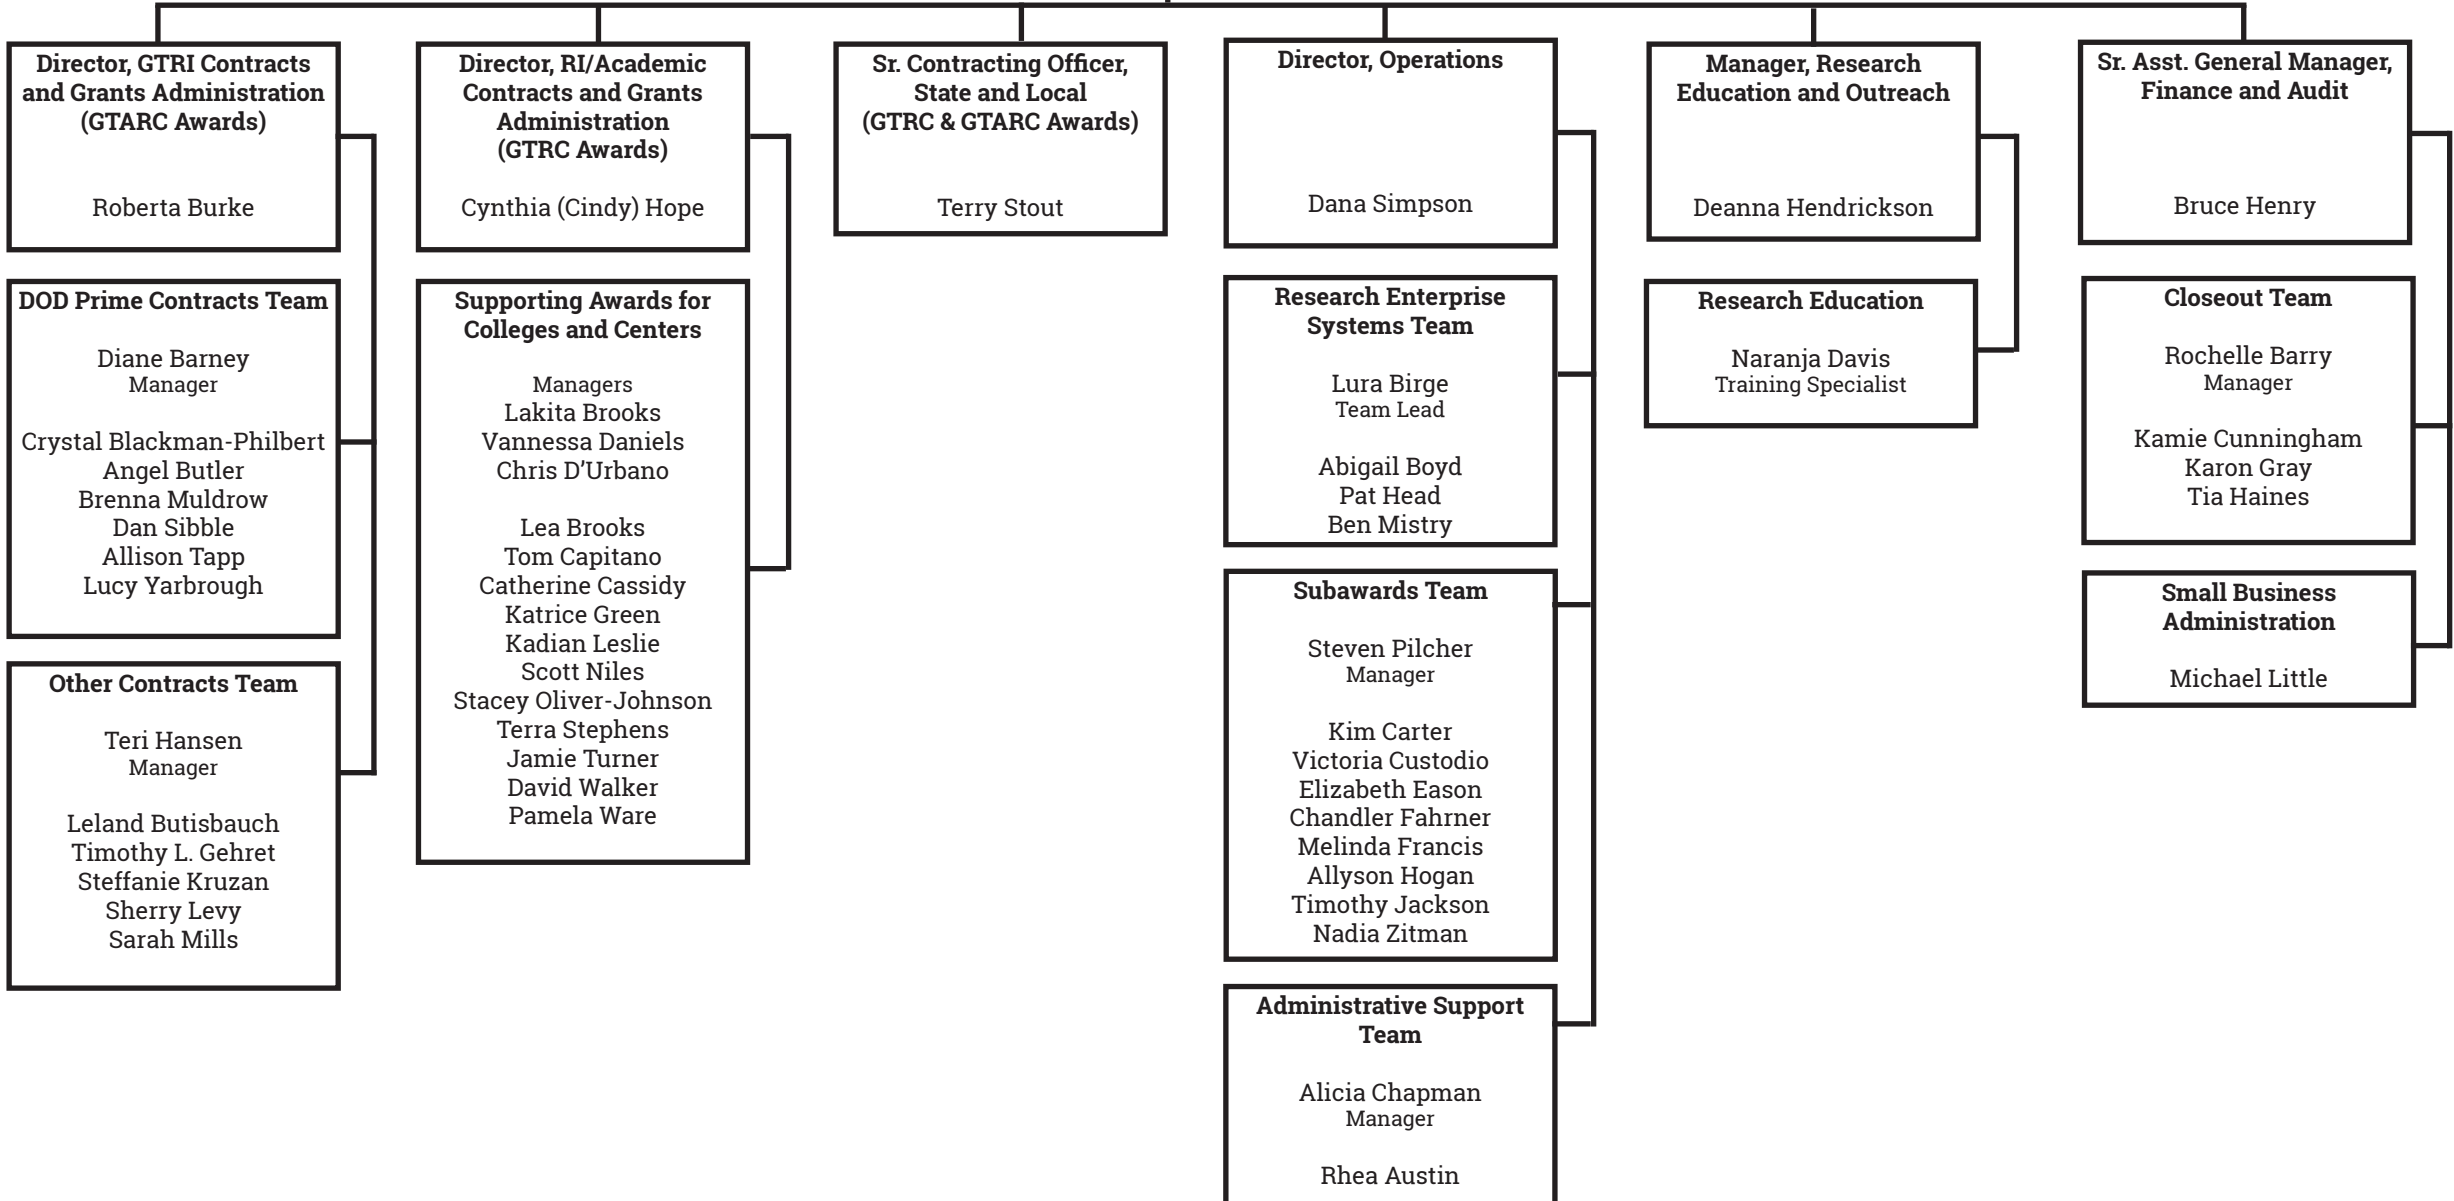 Director, GTRI Contracts
and Grants Administration
(GTARC Awards)
Roberta Burke
DOD Prime Contracts Team
Diane Barney
Manager
Crystal Blackman-Philbert
Angel Butler
Brenna Muldrow
Dan Sibble
Allison Tapp
Lucy Yarbrough
Other Contracts Team
Teri Hansen
Manager
Leland Butisbauch
Timothy L. Gehret
Steffanie Kruzan
Sherry Levy
Sarah Mills
Director, RI/Academic
Contracts and Grants
Administration
(GTRC Awards)
Cynthia (Cindy) Hope
Supporting Awards for
Colleges and Centers
Managers
Lakita Brooks
Vannessa Daniels
Chris D’Urbano
Lea Brooks
Tom Capitano
Catherine Cassidy
Katrice Green
Kadian Leslie
Scott Niles
Stacey Oliver-Johnson
Terra Stephens
Jamie Turner
David Walker
Pamela Ware
Sr. Contracting Officer,
State and Local
(GTRC & GTARC Awards)
Terry Stout
Director, Operations
Dana Simpson
Research Enterprise
Systems Team
Lura Birge
Team Lead
Abigail Boyd
Pat Head
Ben Mistry
Subawards Team
Steven Pilcher
Manager
Kim Carter
Victoria Custodio
Elizabeth Eason
Chandler Fahrner
Melinda Francis
Allyson Hogan
Timothy Jackson
Nadia Zitman
Administrative Support
Team
Alicia Chapman
Manager
Rhea Austin
Manager, Research
Education and Outreach
Deanna Hendrickson
Research Education
Naranja Davis
Training Specialist
Sr. Asst. General Manager,
Finance and Audit
Bruce Henry
Closeout Team
Rochelle Barry
Manager
Kamie Cunningham
Karon Gray
Tia Haines
Small Business
Administration
Michael Little